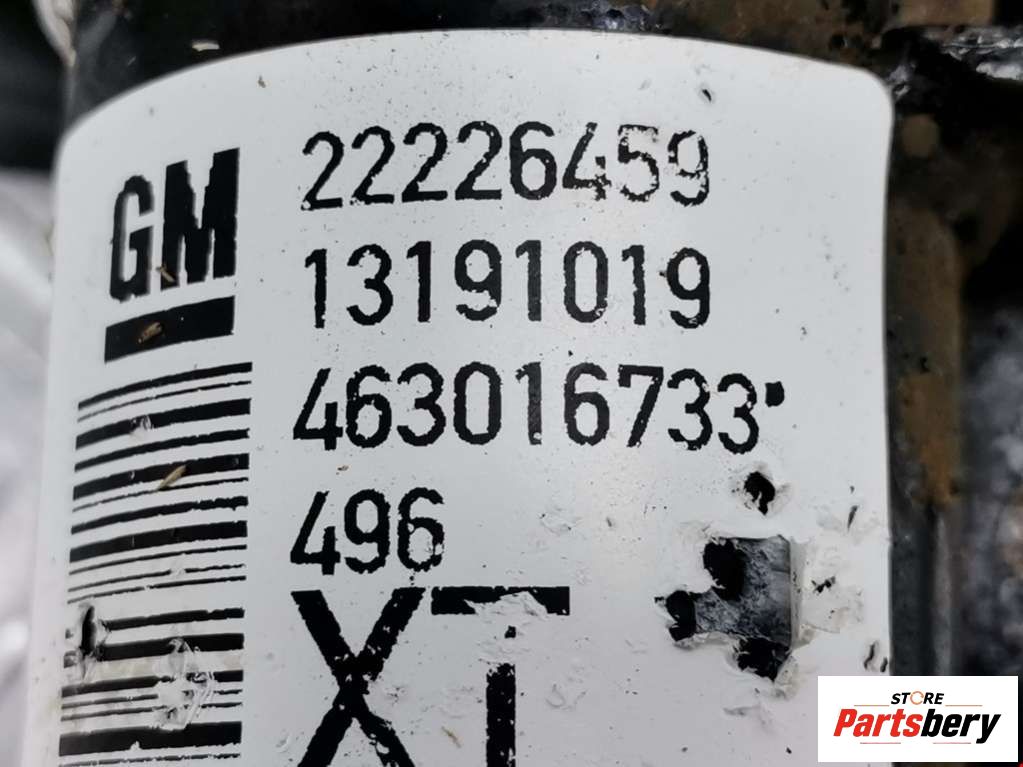 GM
22226459
13191019
463016733
496
XT
STORE
Partsbery